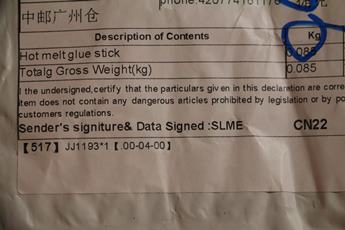 中邮广州仓
Description of Contents Kg
Hot melt glue stick 0.085
Totalg Gross Weight(kg) 0.085
I the undersigned,certify that the particulars given in this declaration are corre
item does not contain any dangerous articles prohibited by legislation or by po
customers regulations.
Sender's signiture& Data Signed :SLME CN22
【517】 JJ1193*1【.00-04-00】